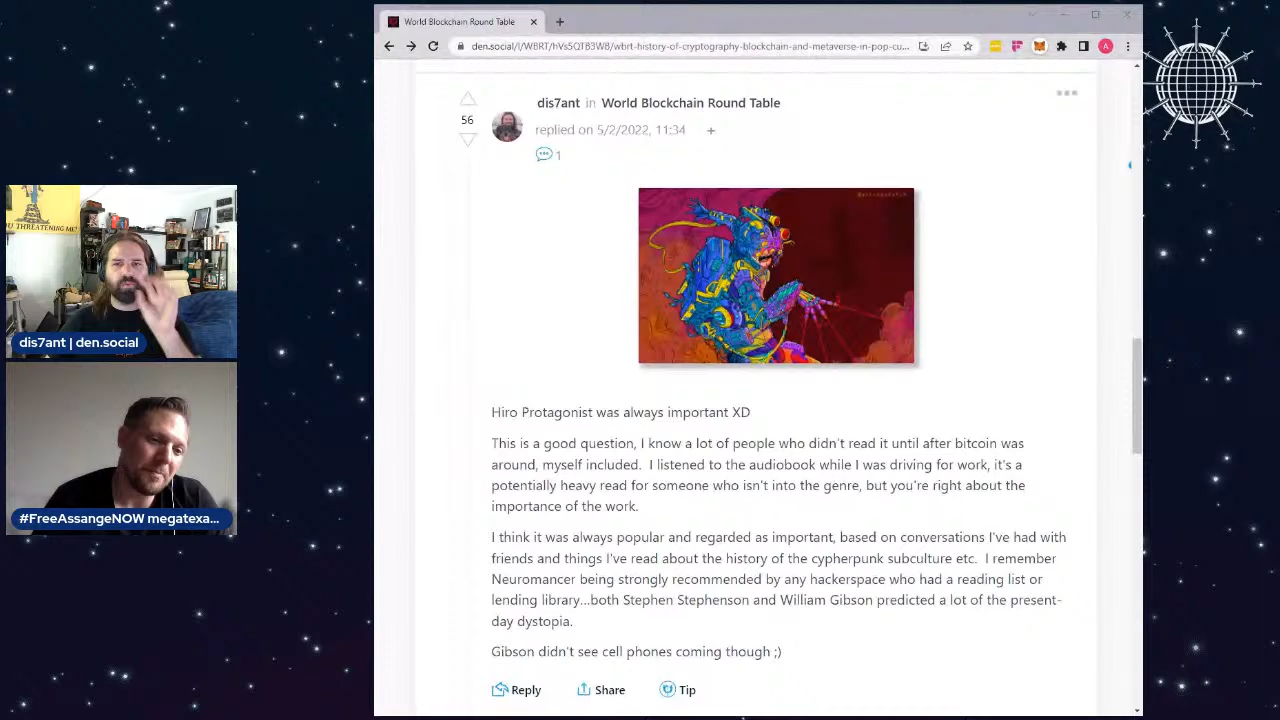 World Blockchain Round Table
den.social/l/WBRT/hVs5QTB3W8/wbrt-history-of-cryptography-blockchain-and-metaverse-in-pop-cu...
A
dis7ant in World Blockchain Round Table
56
replied on 5/2/2022, 11:34 +
1
YOU THREATENING ME?
dis7ant | den.social
#FreeAssangeNOW megatexa...
Hiro Protagonist was always important XD
This is a good question, I know a lot of people who didn't read it until after bitcoin was
around, myself included. I listened to the audiobook while I was driving for work, it's a
potentially heavy read for someone who isn't into the genre, but you're right about the
importance of the work.
I think it was always popular and regarded as important, based on conversations I've had with
friends and things I've read about the history of the cypherpunk subculture etc. I remember
Neuromancer being strongly recommended by any hackerspace who had a reading list or
lending library...both Stephen Stephenson and William Gibson predicted a lot of the present-
day dystopia.
Gibson didn't see cell phones coming though ;)
Reply Share Tip